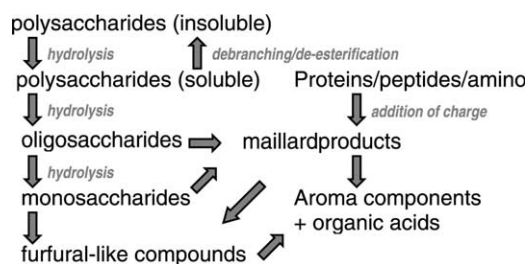 polysaccharides (insoluble)
hydrolysis
debranching/de-esterification
polysaccharides (soluble)
Proteins/peptides/amino
hydrolysis
addition of charge
oligosaccharides
maillardproducts
hydrolysis
monosaccharides
Aroma components
+ organic acids
furfural-like compounds